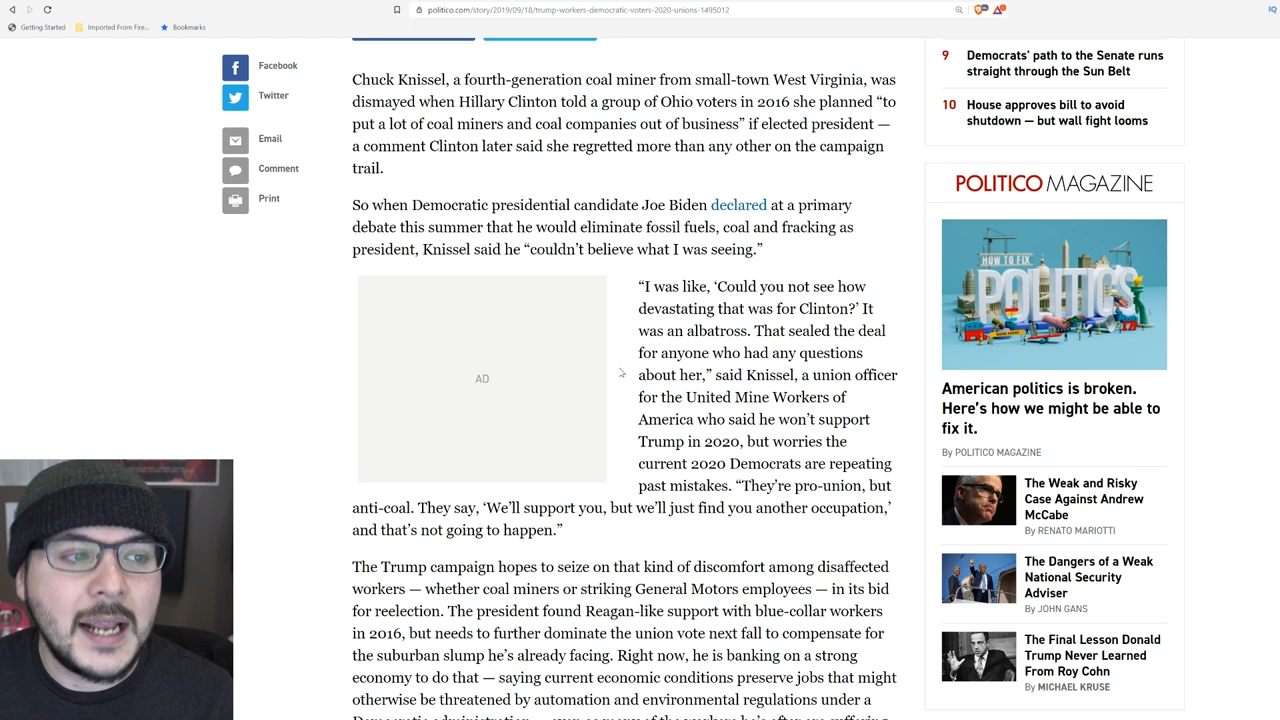 politico.com/story/2019/09/18/trump-workers-democratic-voters-2020-unions-1495012
Getting Started
Imported From Fire...
Bookmarks
Facebook
Twitter
Email
Comment
Print
Chuck Knissel, a fourth-generation coal miner from small-town West Virginia, was
dismayed when Hillary Clinton told a group of Ohio voters in 2016 she planned “to
put a lot of coal miners and coal companies out of business” if elected president —
a comment Clinton later said she regretted more than any other on the campaign
trail.
So when Democratic presidential candidate Joe Biden declared at a primary
debate this summer that he would eliminate fossil fuels, coal and fracking as
president, Knissel said he “couldn’t believe what I was seeing.”
AD
“I was like, ‘Could you not see how
devastating that was for Clinton?’ It
was an albatross. That sealed the deal
for anyone who had any questions
about her,” said Knissel, a union officer
for the United Mine Workers of
America who said he won’t support
Trump in 2020, but worries the
current 2020 Democrats are repeating
past mistakes. “They’re pro-union, but
anti-coal. They say, ‘We’ll support you, but we’ll just find you another occupation,’
and that’s not going to happen.”
The Trump campaign hopes to seize on that kind of discomfort among disaffected
workers — whether coal miners or striking General Motors employees — in its bid
for reelection. The president found Reagan-like support with blue-collar workers
in 2016, but needs to further dominate the union vote next fall to compensate for
the suburban slump he’s already facing. Right now, he is banking on a strong
economy to do that — saying current economic conditions preserve jobs that might
otherwise be threatened by automation and environmental regulations under a
9 Democrats’ path to the Senate runs
straight through the Sun Belt
10 House approves bill to avoid
shutdown — but wall fight looms
POLITICO MAGAZINE
HOW TO FIX
POLITICS
American politics is broken.
Here’s how we might be able to
fix it.
By POLITICO MAGAZINE
The Weak and Risky
Case Against Andrew
McCabe
By RENATO MARIOTTI
The Dangers of a Weak
National Security
Adviser
By JOHN GANS
The Final Lesson Donald
Trump Never Learned
From Roy Cohn
By MICHAEL KRUSE